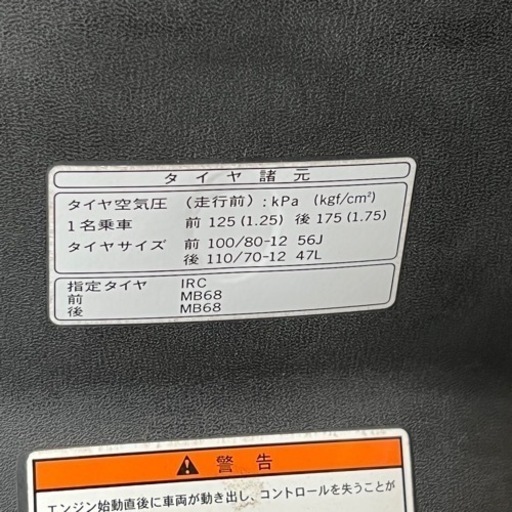 タイヤ諸元
タイヤ空気圧 (走行前):kPa (kgf/cm²)
1名乗車 前 125 (1.25) 後 175 (1.75)
タイヤサイズ 前 100/80-12 56J
後 110/70-12 47L
指定タイヤ IRC
前 MB68
後 MB68
⚠警告
エンジン始動直後に車両が動き出し、コントロールを失うことが